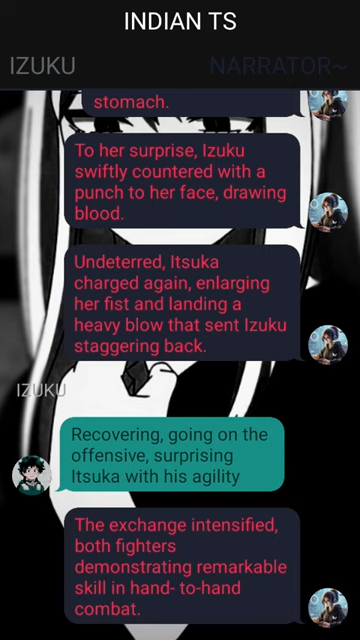 INDIAN TS
IZUKU
NARRATOR~
stomach.
To her surprise, Izuku
swiftly countered with a
punch to her face, drawing
blood.
Undeterred, Itsuka
charged again, enlarging
her fist and landing a
heavy blow that sent Izuku
staggering back.
IZUKU
Recovering, going on the
offensive, surprising
Itsuka with his agility
The exchange intensified,
both fighters
demonstrating remarkable
skill in hand- to-hand
combat.